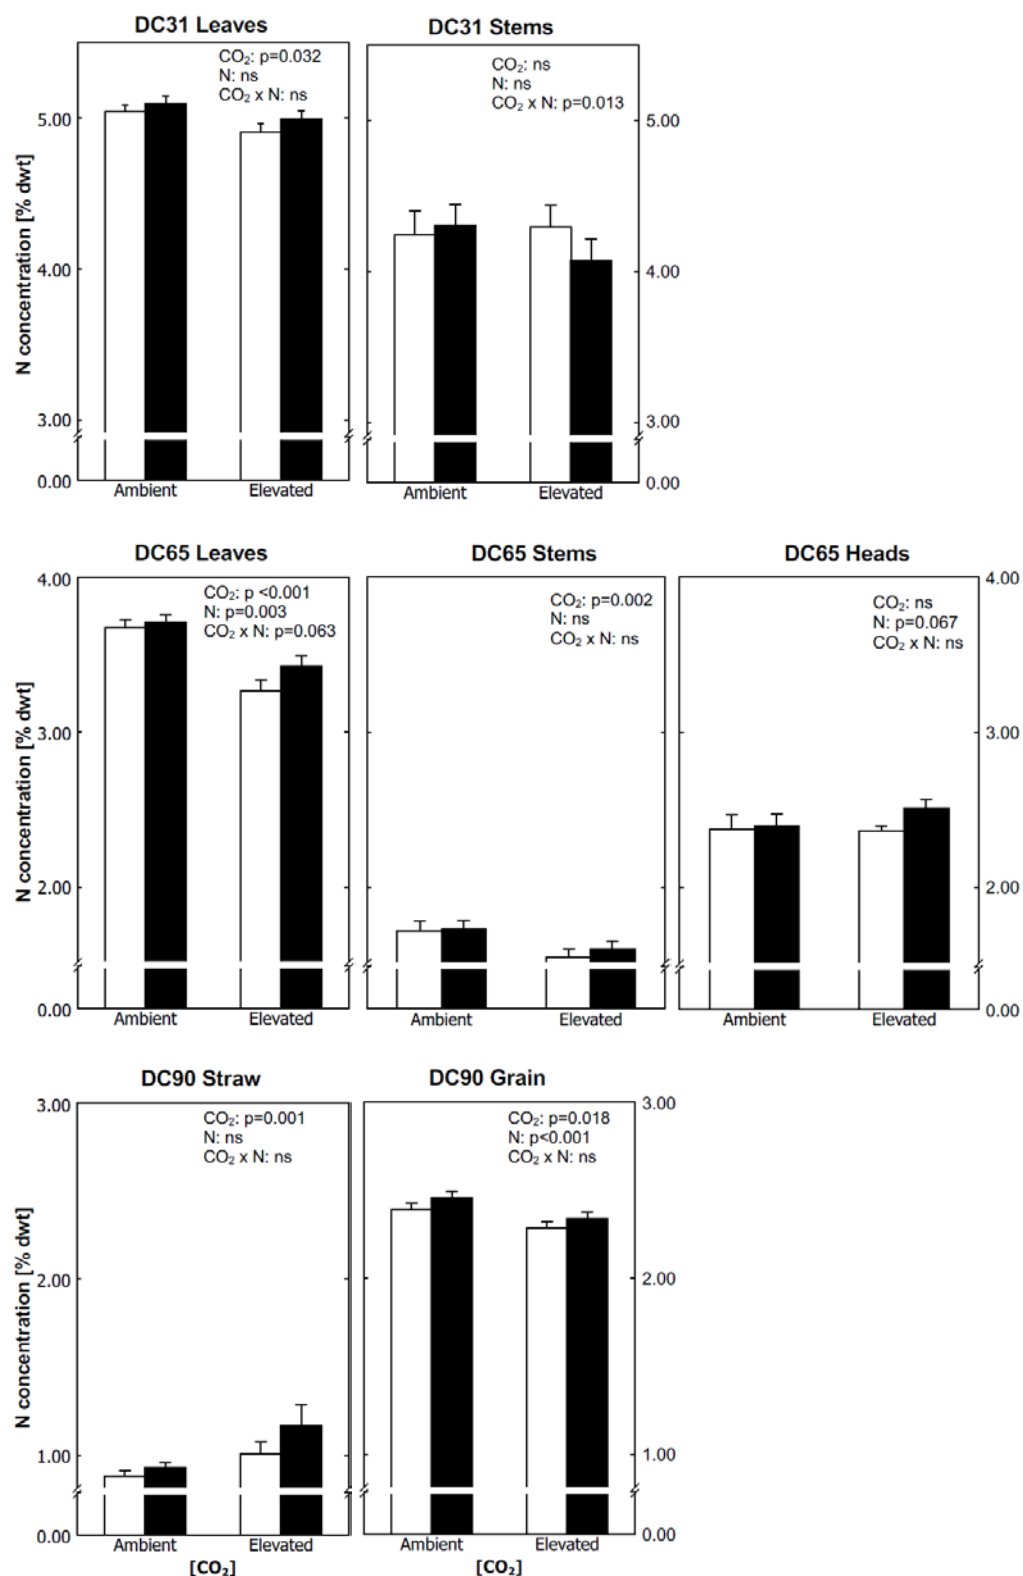 DC31 Leaves
DC31 Stems
N concentration [% dwt]
5.00
4.00
3.00
0.00
CO₂: p=0.032
N: ns
CO₂ x N: ns
Ambient
Elevated
CO₂: ns
N: ns
CO₂ x N: p=0.013
5.00
4.00
3.00
0.00
Ambient
Elevated
DC65 Leaves
DC65 Stems
DC65 Heads
N concentration [% dwt]
4.00
3.00
2.00
0.00
CO₂: p <0.001
N: p=0.003
CO₂ x N: p=0.063
Ambient
Elevated
CO₂: p=0.002
N: ns
CO₂ x N: ns
Ambient
Elevated
CO₂: ns
N: p=0.067
CO₂ x N: ns
4.00
3.00
2.00
0.00
Ambient
Elevated
DC90 Straw
DC90 Grain
N concentration [% dwt]
3.00
2.00
1.00
0.00
CO₂: p=0.001
N: ns
CO₂ x N: ns
Ambient
Elevated
[CO₂]
CO₂: p=0.018
N: p<0.001
CO₂ x N: ns
3.00
2.00
1.00
0.00
Ambient
Elevated
[CO₂]